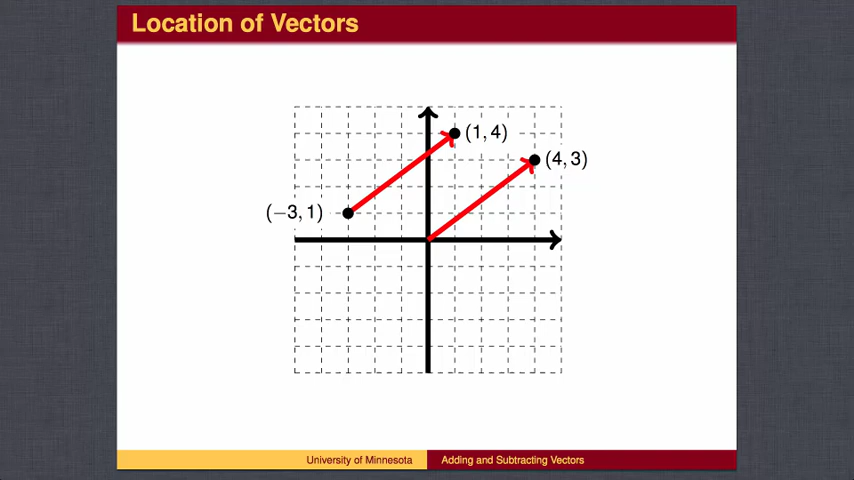 Location of Vectors
(1, 4)
(4, 3)
(−3, 1)
University of Minnesota
Adding and Subtracting Vectors